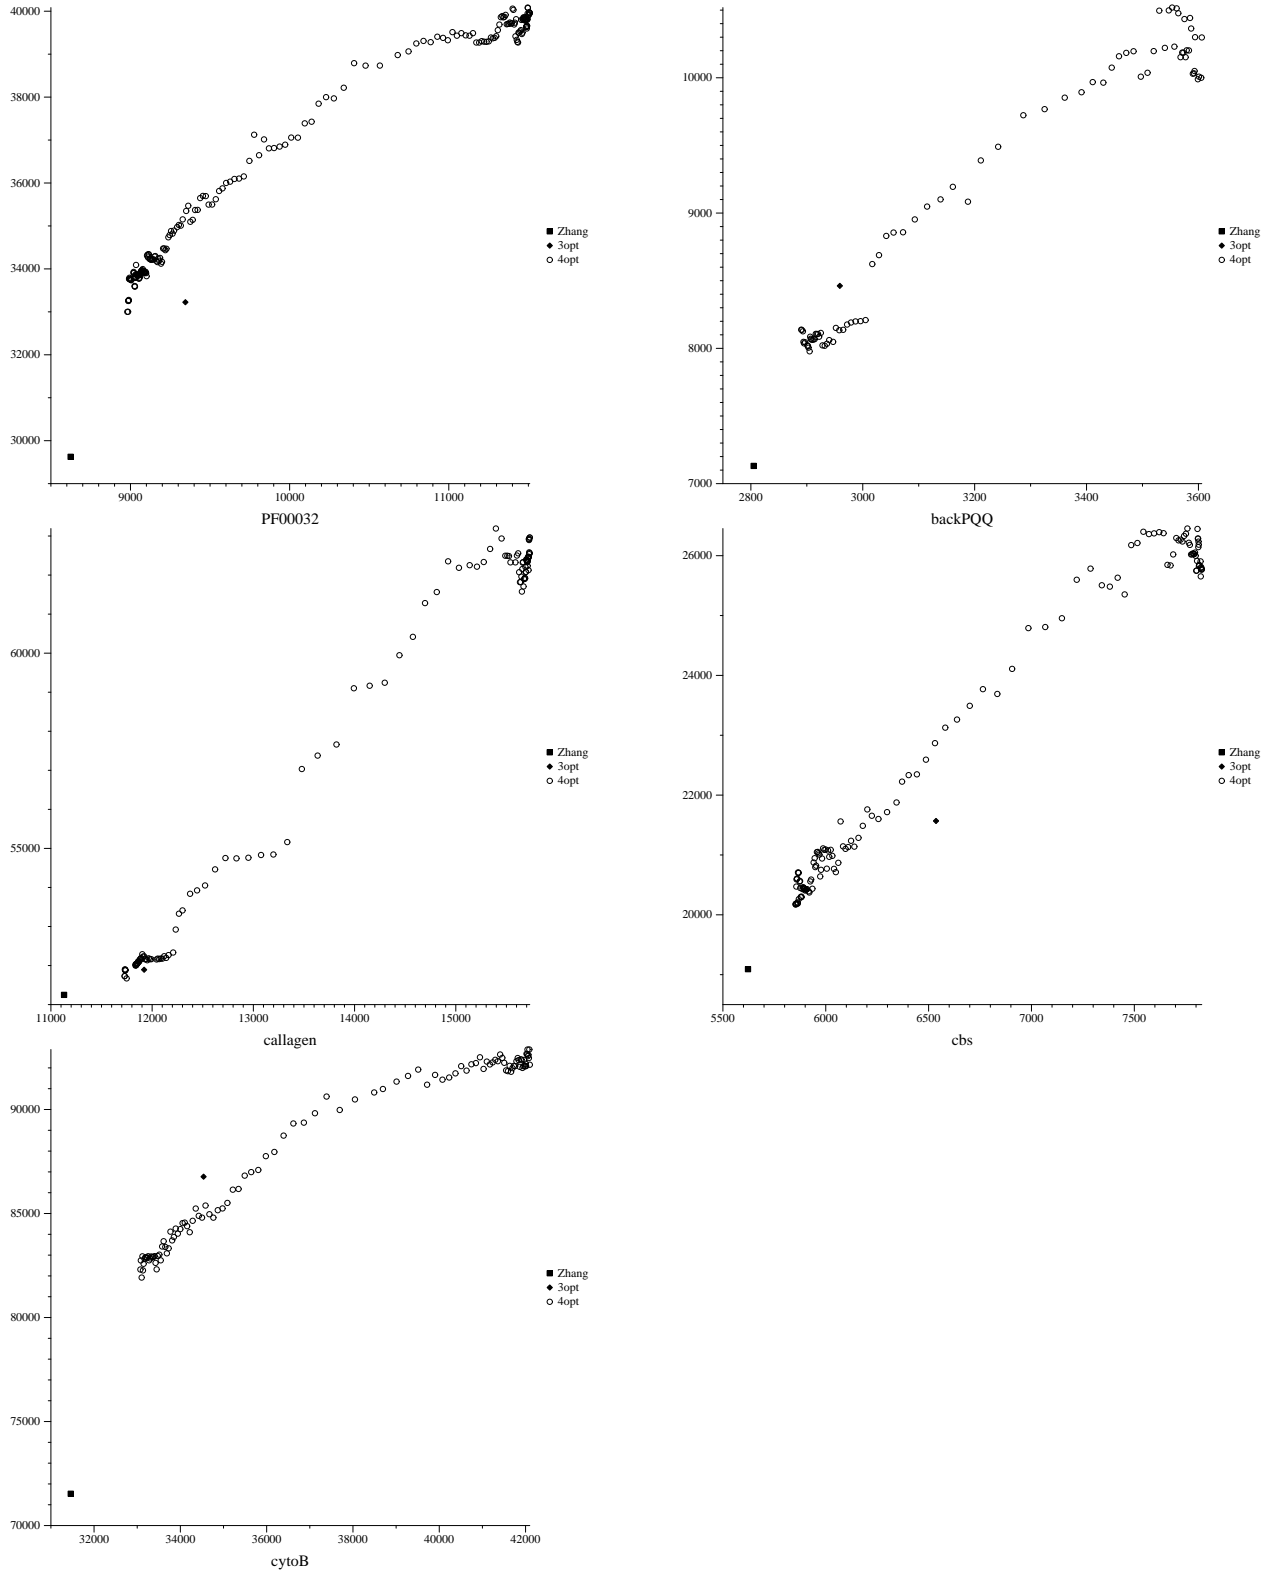 40000
38000
36000
34000
32000
30000
9000 10000 11000
PF00032
Zhang
3opt
4opt
10000
9000
8000
7000
2800 3000 3200 3400 3600
backPQQ
Zhang
3opt
4opt
60000
55000
11000 12000 13000 14000 15000
callagen
Zhang
3opt
4opt
26000
24000
22000
20000
5500 6000 6500 7000 7500
cbs
Zhang
3opt
4opt
90000
85000
80000
75000
70000
32000 34000 36000 38000 40000 42000
cytoB
Zhang
3opt
4opt